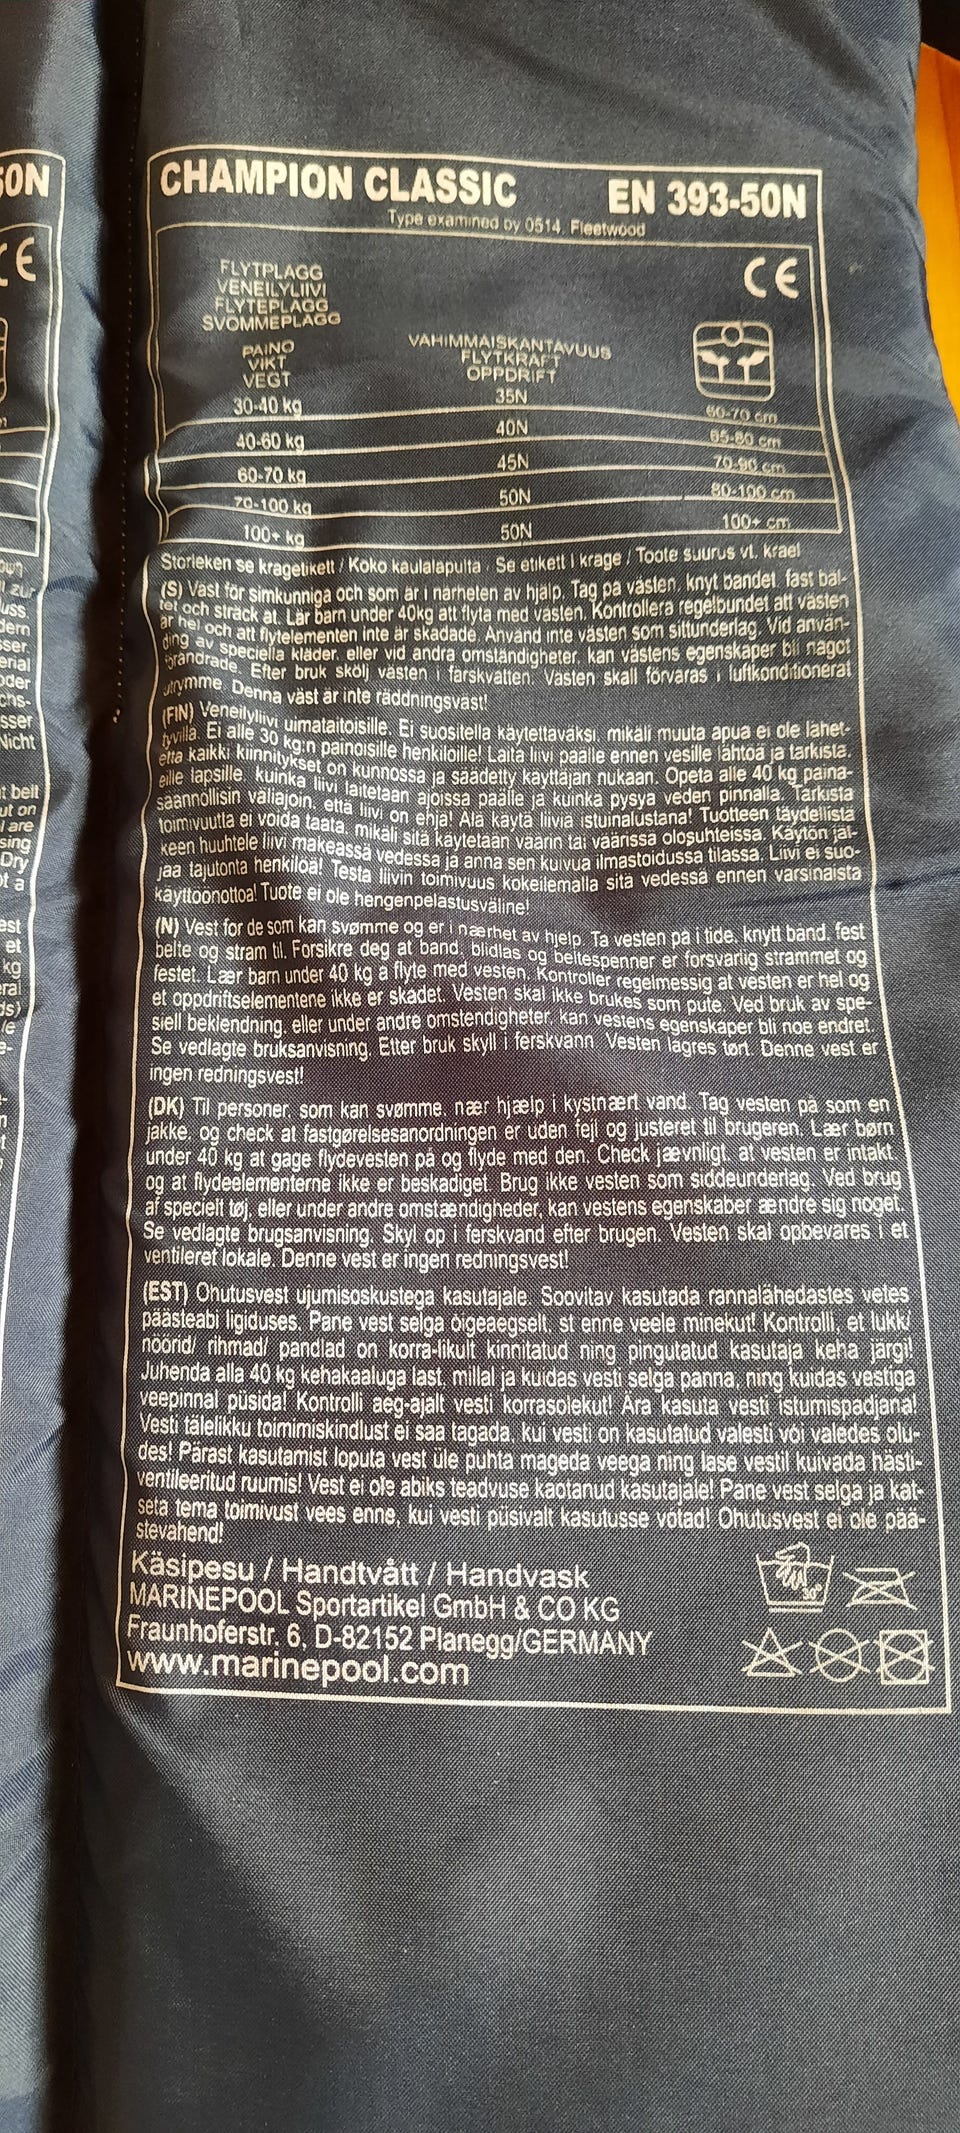 50N
CE
CHAMPION CLASSIC EN 393-50N
Type examined by 0514, Fleetwood
CE
FLYTPLAGG
VENEILYLIIVI
FLYTEPLAGG
SVOMMEPLAGG
PAINO VAHIMMAISKANTAVUUS
VIKT FLYTKRAFT
VEGT OPPDRIFT
30-40 kg 35N 60-70 cm
40-60 kg 40N 65-80 cm
60-70 kg 45N 70-90 cm
70-100 kg 50N 80-100 cm
100+ kg 50N 100+ cm
Storleken se kragetikett / Koko kaulalapulta . Se etikett i krage / Toote suurus vt. krael
(S) Väst för simkunniga och som är i närheten av hjälp. Tag pa västen, knyt bandet, fast bäl-
tet och sträck åt. Lär barn under 40kg att flyta med västen. Kontrollera regelbundet att västen
är hel och att flytelementen inte är skadade. Använd inte västen som sittunderlag. Vid använ-
ding av speciella kläder, eller vid andra omständigheter, kan västens egenskaper bli något
förändrade. Efter bruk skölj västen i färskvatten. Västen skall förvaras i luftkonditionerat
utrymme. Denna väst är inte räddningsväst!
(FIN) Veneilyliivi uimataitoisille. Ei suositella käytettäväksi, mikäli muuta apua ei ole lähet-
tyvillä. Ei alle 30 kg:n painoisille henkilöille! Laita liivi päälle ennen vesille lähtöä ja tarkista,
että kaikki kiinnitykset on kunnossa ja säädetty käyttäjän mukaan. Opeta alle 40 kg paina-
eille lapsille, kuinka liivi laitetaan ajoissa päälle ja kuinka pysyä veden pinnalla. Tarkista
säännöllisin väliajoin, että liivi on ehjä! Älä käytä liiviä istuinalustana! Tuotteen täydellistä
toimivuutta ei voida taata, mikäli sitä käytetään väärin tai väärissä olosuhteissa. Käytön jäl-
keen huuhtele liivi makeassa vedessä ja anna sen kuivua ilmastoidussa tilassa. Liivi ei suo-
jaa tajutonta henkilöä! Testa liivin toimivuus kokeilemalla sitä vedessä ennen varsinaista
käyttöönottoa! Tuote ei ole hengenpelastusväline!
(N) Vest for de som kan svømme og er i nærhet av hjelp. Ta vesten på i tide, knytt band, fest
belte og stram til. Forsikre deg at band, blidlas og beltespenner er forsvarlig strammet og
festet. Lær barn under 40 kg a flyte med vesten. Kontroller regelmessig at vesten er hel og
et oppdriftselementene ikke er skadet. Vesten skal ikke brukes som pute. Ved bruk av spe-
siell beklendning, eller under andre omstendigheter, kan vestens egenskaper bli noe endret.
Se vedlagte bruksanvisning. Etter bruk skyll i ferskvann. Vesten lagres tørt. Denne vest er
ingen redningsvest!
(DK) Til personer, som kan svømme, nær hjælp i kystnært vand. Tag vesten på som en
jakke, og check at fastgørelsesanordningen er uden fejl og justeret til brugeren. Lær børn
under 40 kg at gage flydevesten på og flyde med den. Check jævnligt, at vesten er intakt
og at flydeelementerne ikke er beskadiget. Brug ikke vesten som siddeunderlag. Ved brug
af specielt tøj, eller under andre omstændigheder, kan vestens egenskaber ændre sig noget.
Se vedlagte brugsanvisning. Skyl op i ferskvand efter brugen. Vesten skal opbevares i et
ventileret lokale. Denne vest er ingen redningsvest!
(EST) Ohutusvest ujumisoskustega kasutajale. Soovitav kasutada rannalähedastes vetes
päästeabi ligiduses. Pane vest selga õigeaegselt, st enne veele minekut! Kontrolli, et lukk/
nöörid/ rihmad/ pandlad on korra-likult kinnitatud ning pingutatud kasutaja keha järgi!
Juhenda alla 40 kg kehakaaluga last, millal ja kuidas vesti selga panna, ning kuidas vestiga
veepinnal püsida! Kontrolli aeg-ajalt vesti korrasolekut! Ära kasuta vesti istumispadjana!
Vesti tälelikku toimimiskindlust ei saa tagada, kui vesti on kasutatud valesti või valedes olu-
des! Pärast kasutamist loputa vest üle puhta mageda veega ning lase vestil kuivada hästi-
ventileeritud ruumis! Vest ei ole abiks teadvuse kaotanud kasutajale! Pane vest selga ja kat-
seta tema toimivust vees enne, kui vesti püsivalt kasutusse võtad! Ohutusvest ei ole pää-
stevahend!
Käsipesu / Handtvått / Handvask
MARINEPOOL Sportartikel GmbH & CO KG
30°
Fraunhoferstr. 6, D-82152 Planegg/GERMANY
www.marinepool.com